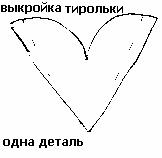 выкройка тирольки
одна деталь